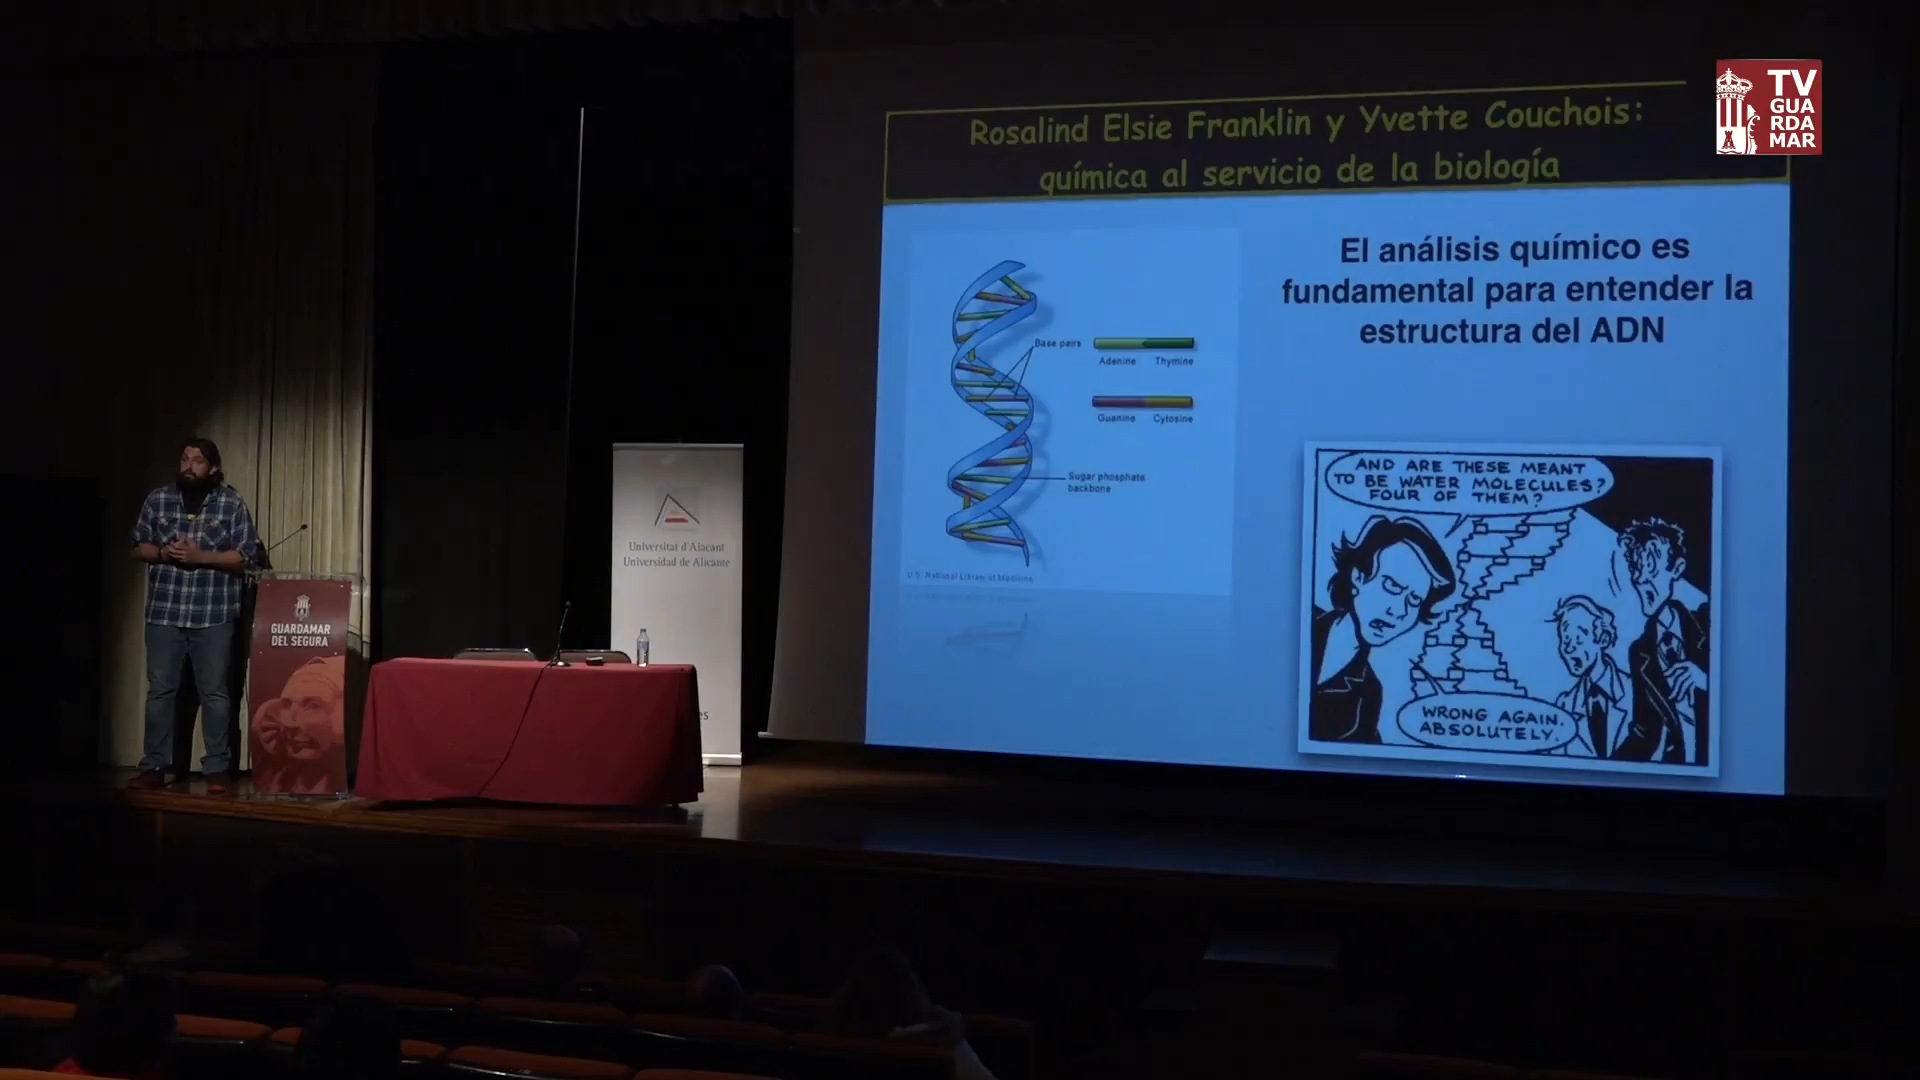 TV
GUA
RDA
MAR
Rosalind Elsie Franklin y Yvette Couchois:
química al servicio de la biología
El análisis químico es
fundamental para entender la
estructura del ADN
Base pairs
Adenine Thymine
Guanine Cytosine
Sugar phosphate
backbone
U.S. National Library of Medicine
AND ARE THESE MEANT
TO BE WATER MOLECULES?
FOUR OF THEM?
WRONG AGAIN.
ABSOLUTELY.
Universitat d'Alacant
Universidad de Alicante
GUARDAMAR
DEL SEGURA